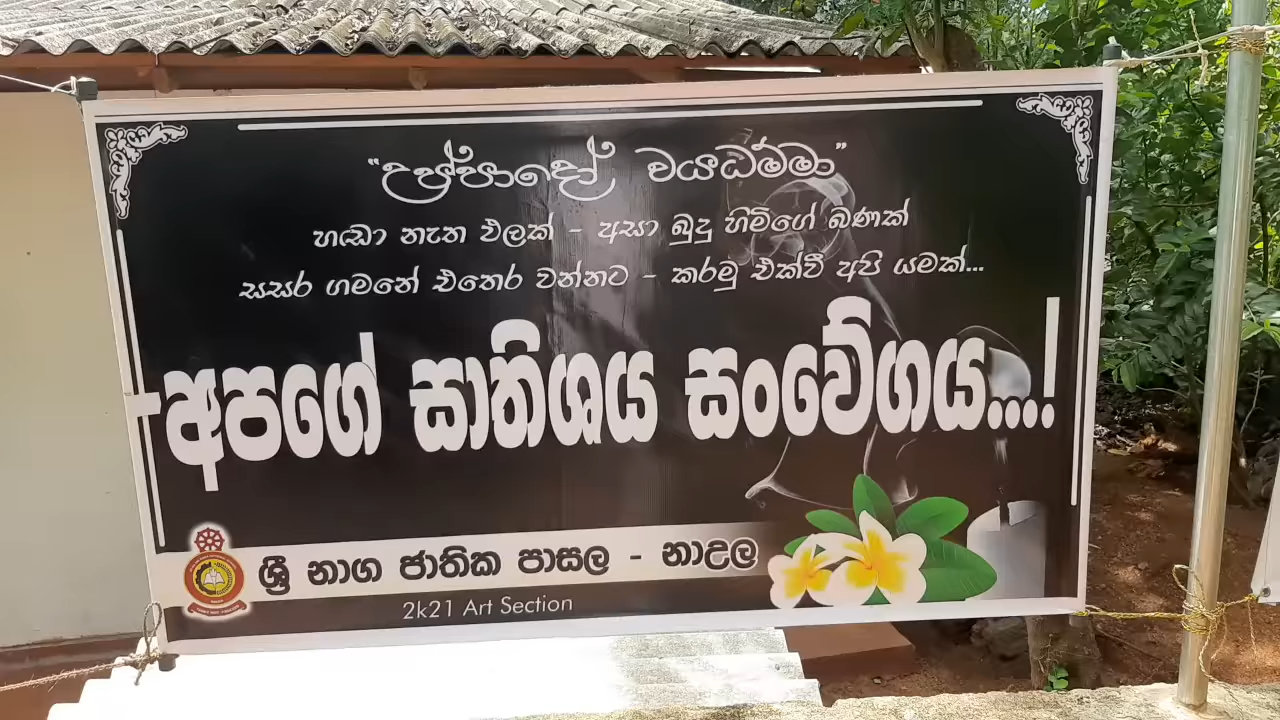 "උප්පාදෝ වයධම්මා"
හඬා නැත ඵලක් - අසා බුදු හිමිගේ බණක්
සසර ගමනේ එතෙර වන්නට - කරමු එක්වී අපි යමක්...
අපගේ සාතිශය සංවේගය....!
ශ්‍රී නාග ජාතික පාසල - නාඋල
2k21 Art Section